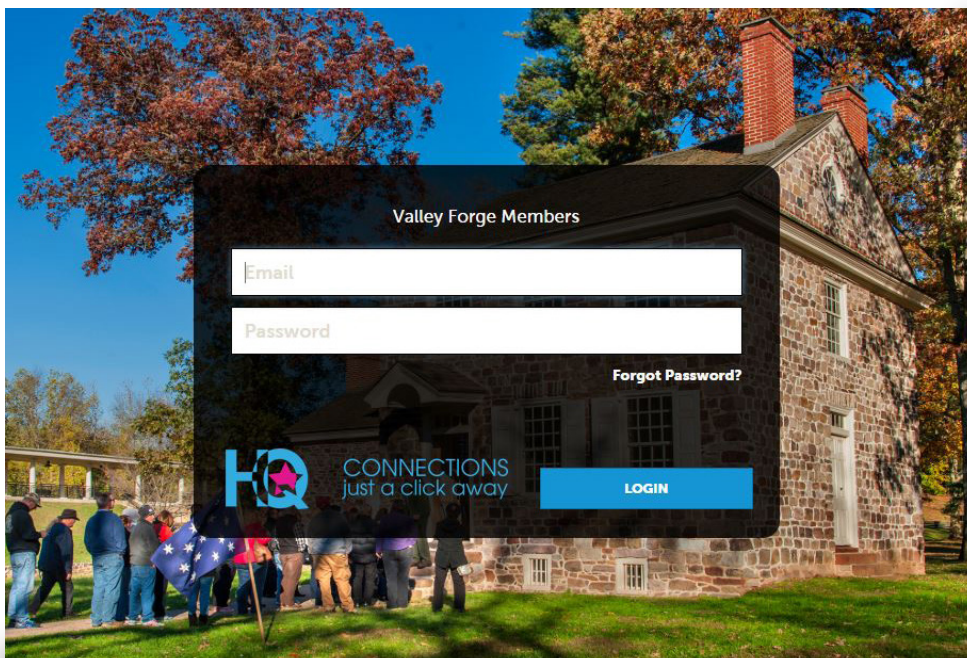 Valley Forge Members
Email
Password
Forgot Password?
HQ
CONNECTIONS
just a click away
LOGIN